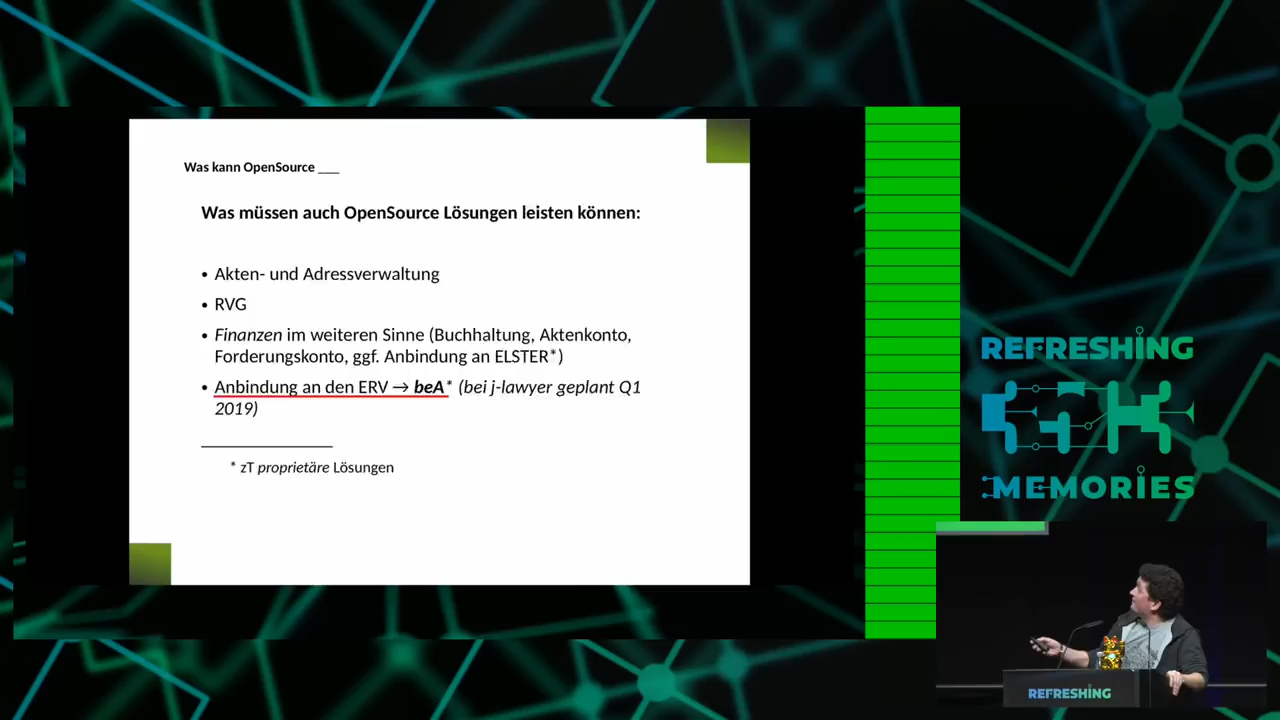 Was kann OpenSource ___
Was müssen auch OpenSource Lösungen leisten können:
• Akten- und Adressverwaltung
• RVG
• Finanzen im weiteren Sinne (Buchhaltung, Aktenkonto,
Forderungskonto, ggf. Anbindung an ELSTER*)
• Anbindung an den ERV → beA* (bei j-lawyer geplant Q1
2019)
* zT proprietäre Lösungen
REFRESHING
35C3
MEMORIES
REFRESHING